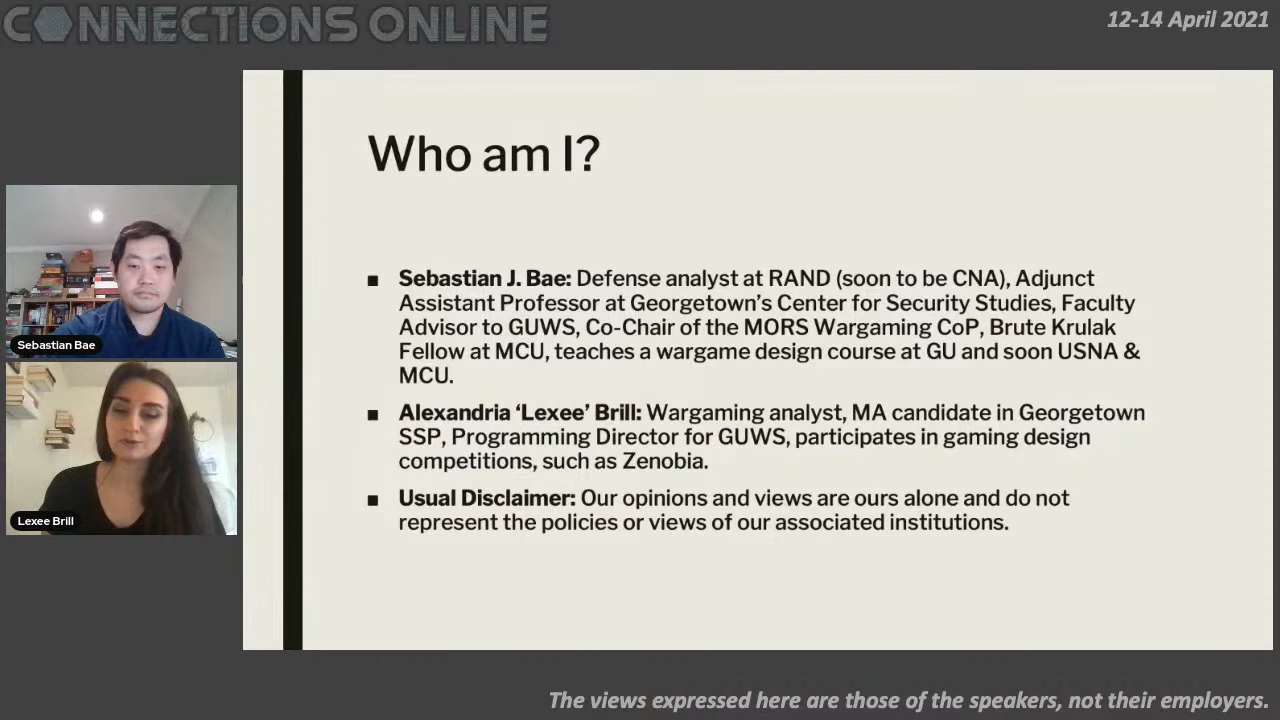 CONNECTIONS ONLINE
12-14 April 2021
Who am I?
■ Sebastian J. Bae: Defense analyst at RAND (soon to be CNA), Adjunct
Assistant Professor at Georgetown's Center for Security Studies, Faculty
Advisor to GUWS, Co-Chair of the MORS Wargaming CoP, Brute Krulak
Fellow at MCU, teaches a wargame design course at GU and soon USNA &
MCU.
■ Alexandria ‘Lexee’ Brill: Wargaming analyst, MA candidate in Georgetown
SSP, Programming Director for GUWS, participates in gaming design
competitions, such as Zenobia.
■ Usual Disclaimer: Our opinions and views are ours alone and do not
represent the policies or views of our associated institutions.
Sebastian Bae
Lexee Brill
The views expressed here are those of the speakers, not their employers.